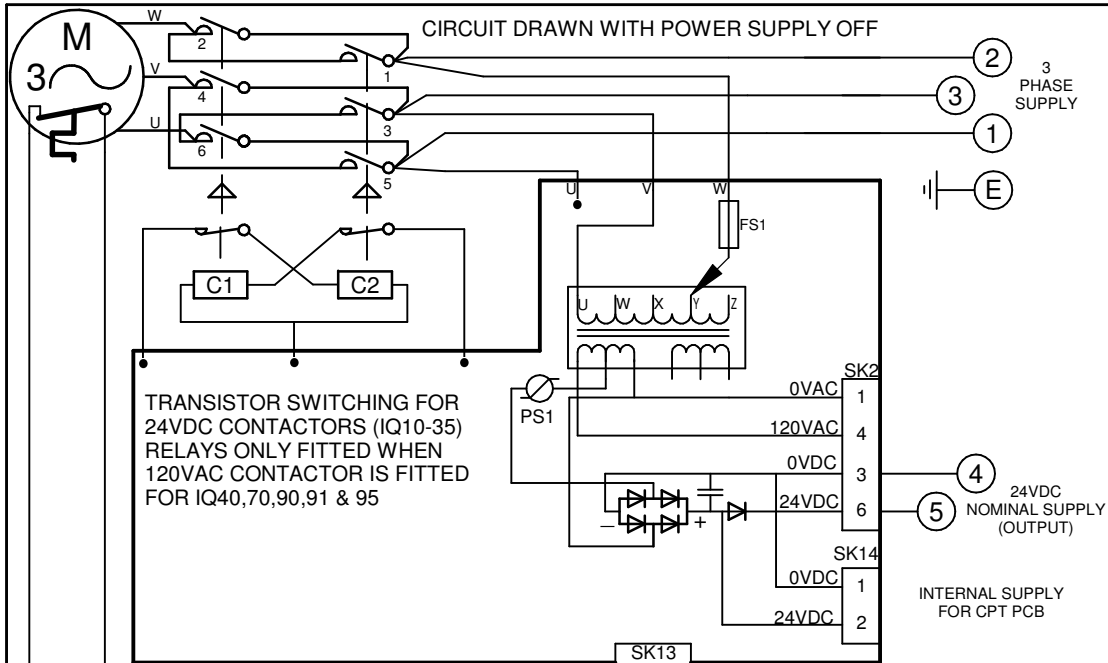 CIRCUIT DRAWN WITH POWER SUPPLY OFF
W
M
3
V
U
2
1
4
3
6
5
2
3
1
E
3
PHASE
SUPPLY
U
V
W
FS1
C1
C2
U W X Y Z
PS1
TRANSISTOR SWITCHING FOR
24VDC CONTACTORS (IQ10-35)
RELAYS ONLY FITTED WHEN
120VAC CONTACTOR IS FITTED
FOR IQ40,70,90,91 & 95
SK2
0VAC 1
120VAC 4
0VDC 3
24VDC 6
4
5
24VDC
NOMINAL SUPPLY
(OUTPUT)
– +
SK14
0VDC 1
24VDC 2
INTERNAL SUPPLY
FOR CPT PCB
SK13